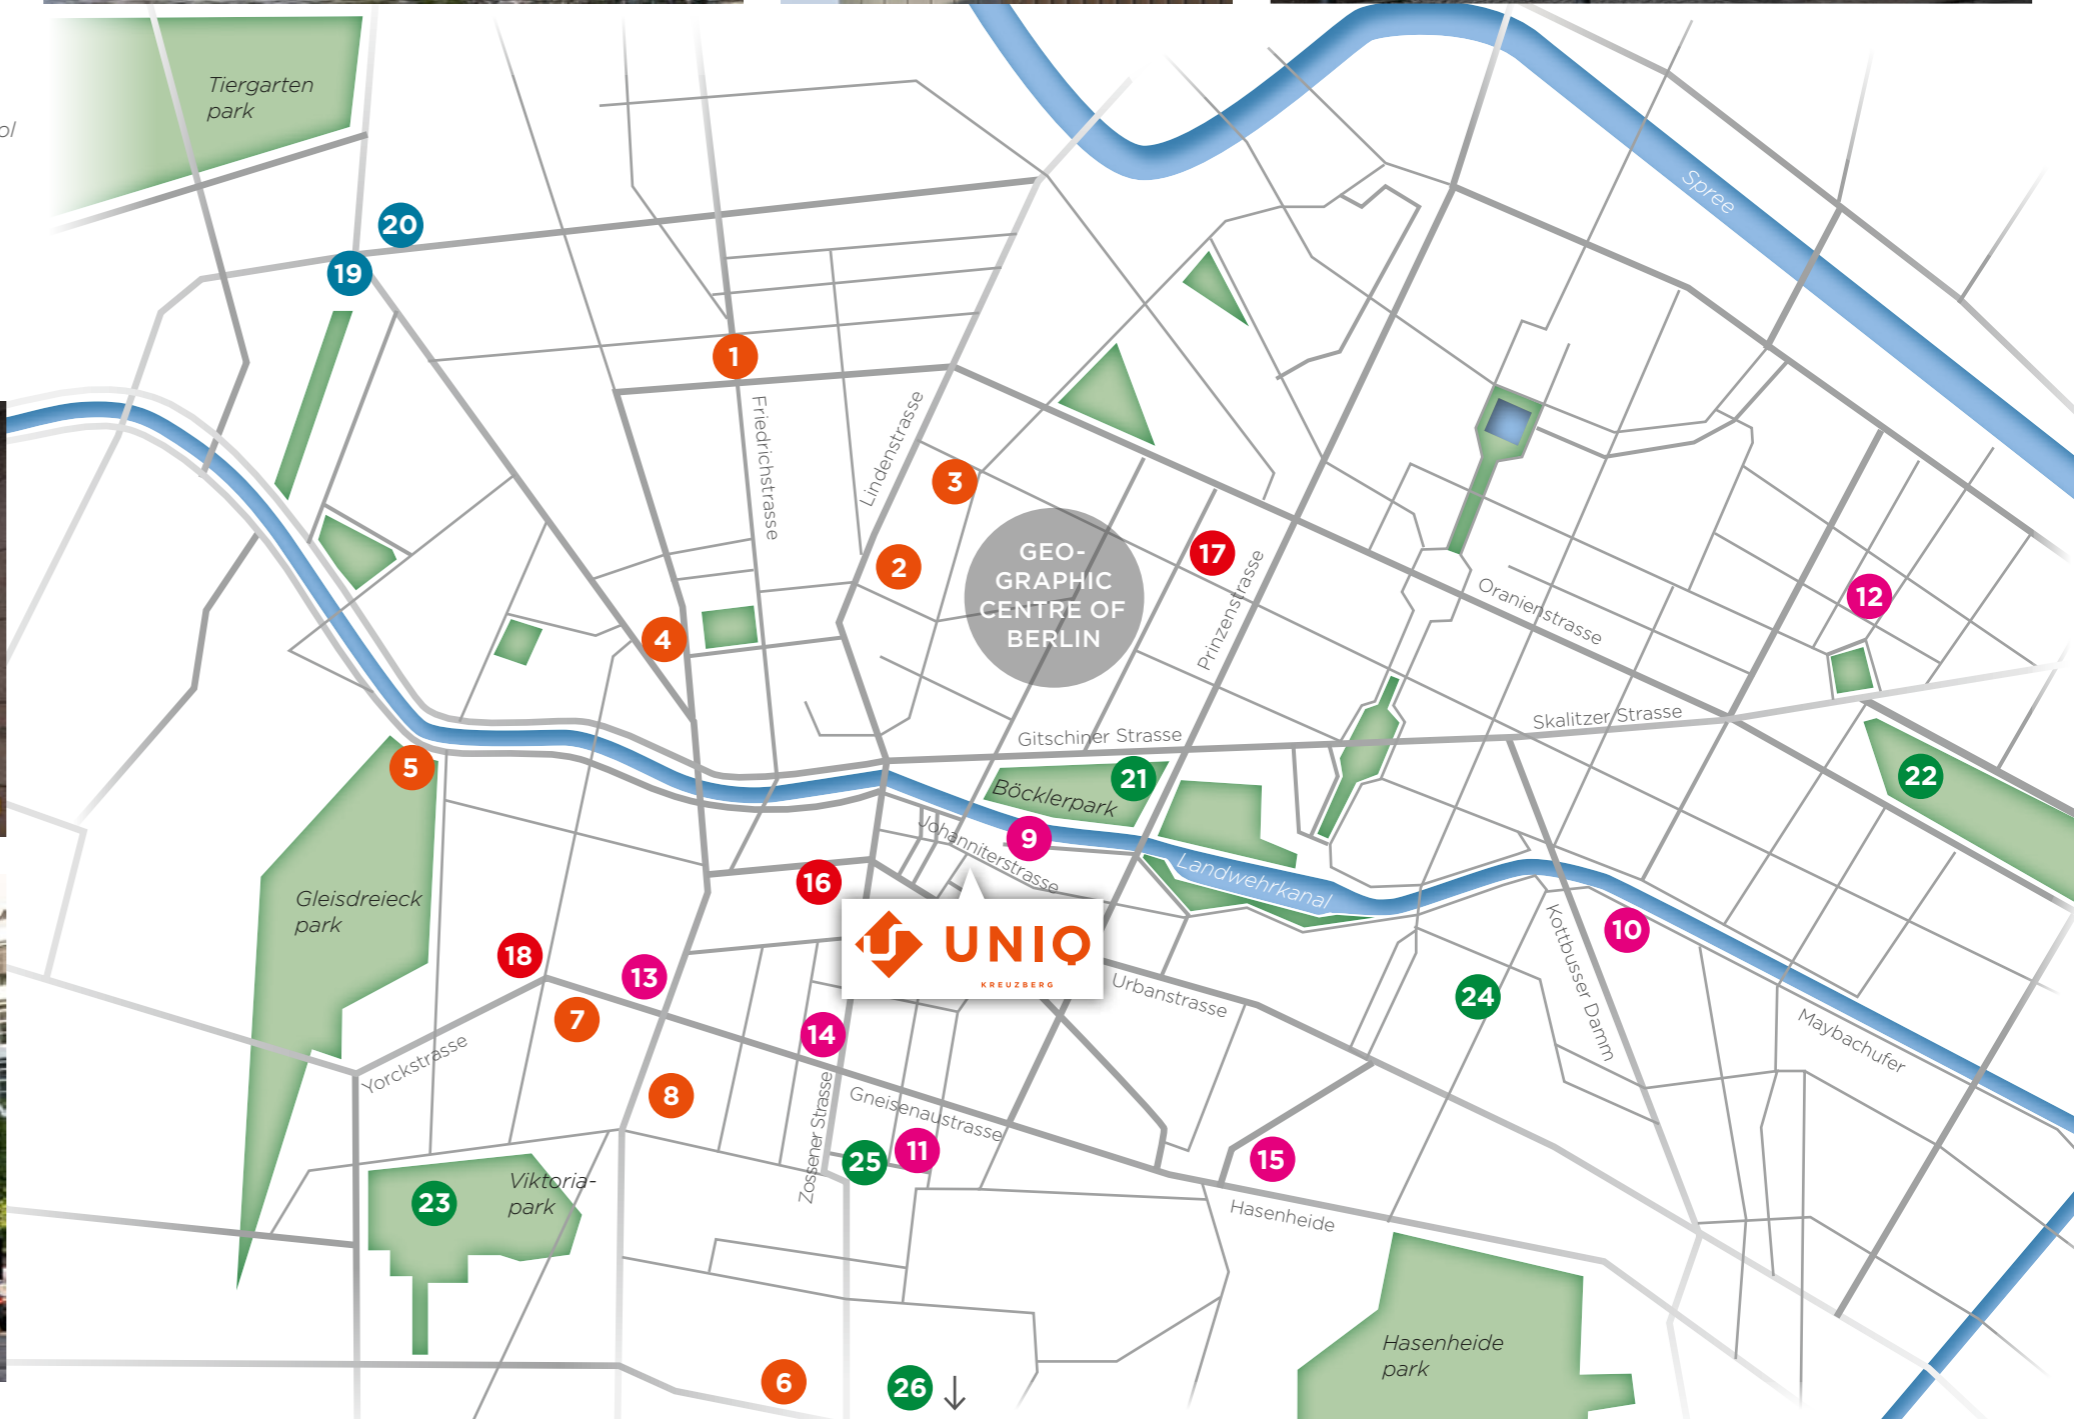 Tiergarten
park
ol
Spree
20
19
1
Friedrichstrasse
Lindenstrasse
3
2
GEO-
GRAPHIC
CENTRE OF
BERLIN
17
Prinzenstrasse
Oranienstrasse
12
4
Skalitzer Strasse
Gitschiner Strasse
5
21
Böcklerpark
22
9
Johanniterstrasse
Landwehrkanal
16
Gleisdreieck
park
UNIQ
KREUZBERG
10
Kottbusser Damm
18
13
Urbanstrasse
24
7
14
Maybachufer
Yorckstrasse
8
Zossener Strasse
Gneisenaustrasse
25
11
15
23
Viktoria-
park
Hasenheide
Hasenheide
park
6
26